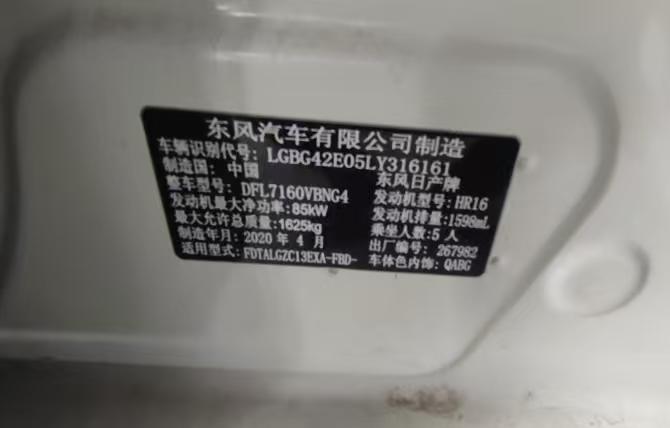 东风汽车有限公司制造
车辆识别代号: LGBG42E05LY316161
制造国: 中国 东风日产牌
整车型号: DFL7160VBNG4 发动机型号: HR16
发动机最大净功率: 85kW 发动机排量: 1598mL
最大允许总质量: 1625kg 乘坐人数: 5 人
制造年月: 2020 年 4 月 出厂编号: 267982
适用型号: FDTALGZC13EXA-FBD- 车体色内饰: QABG